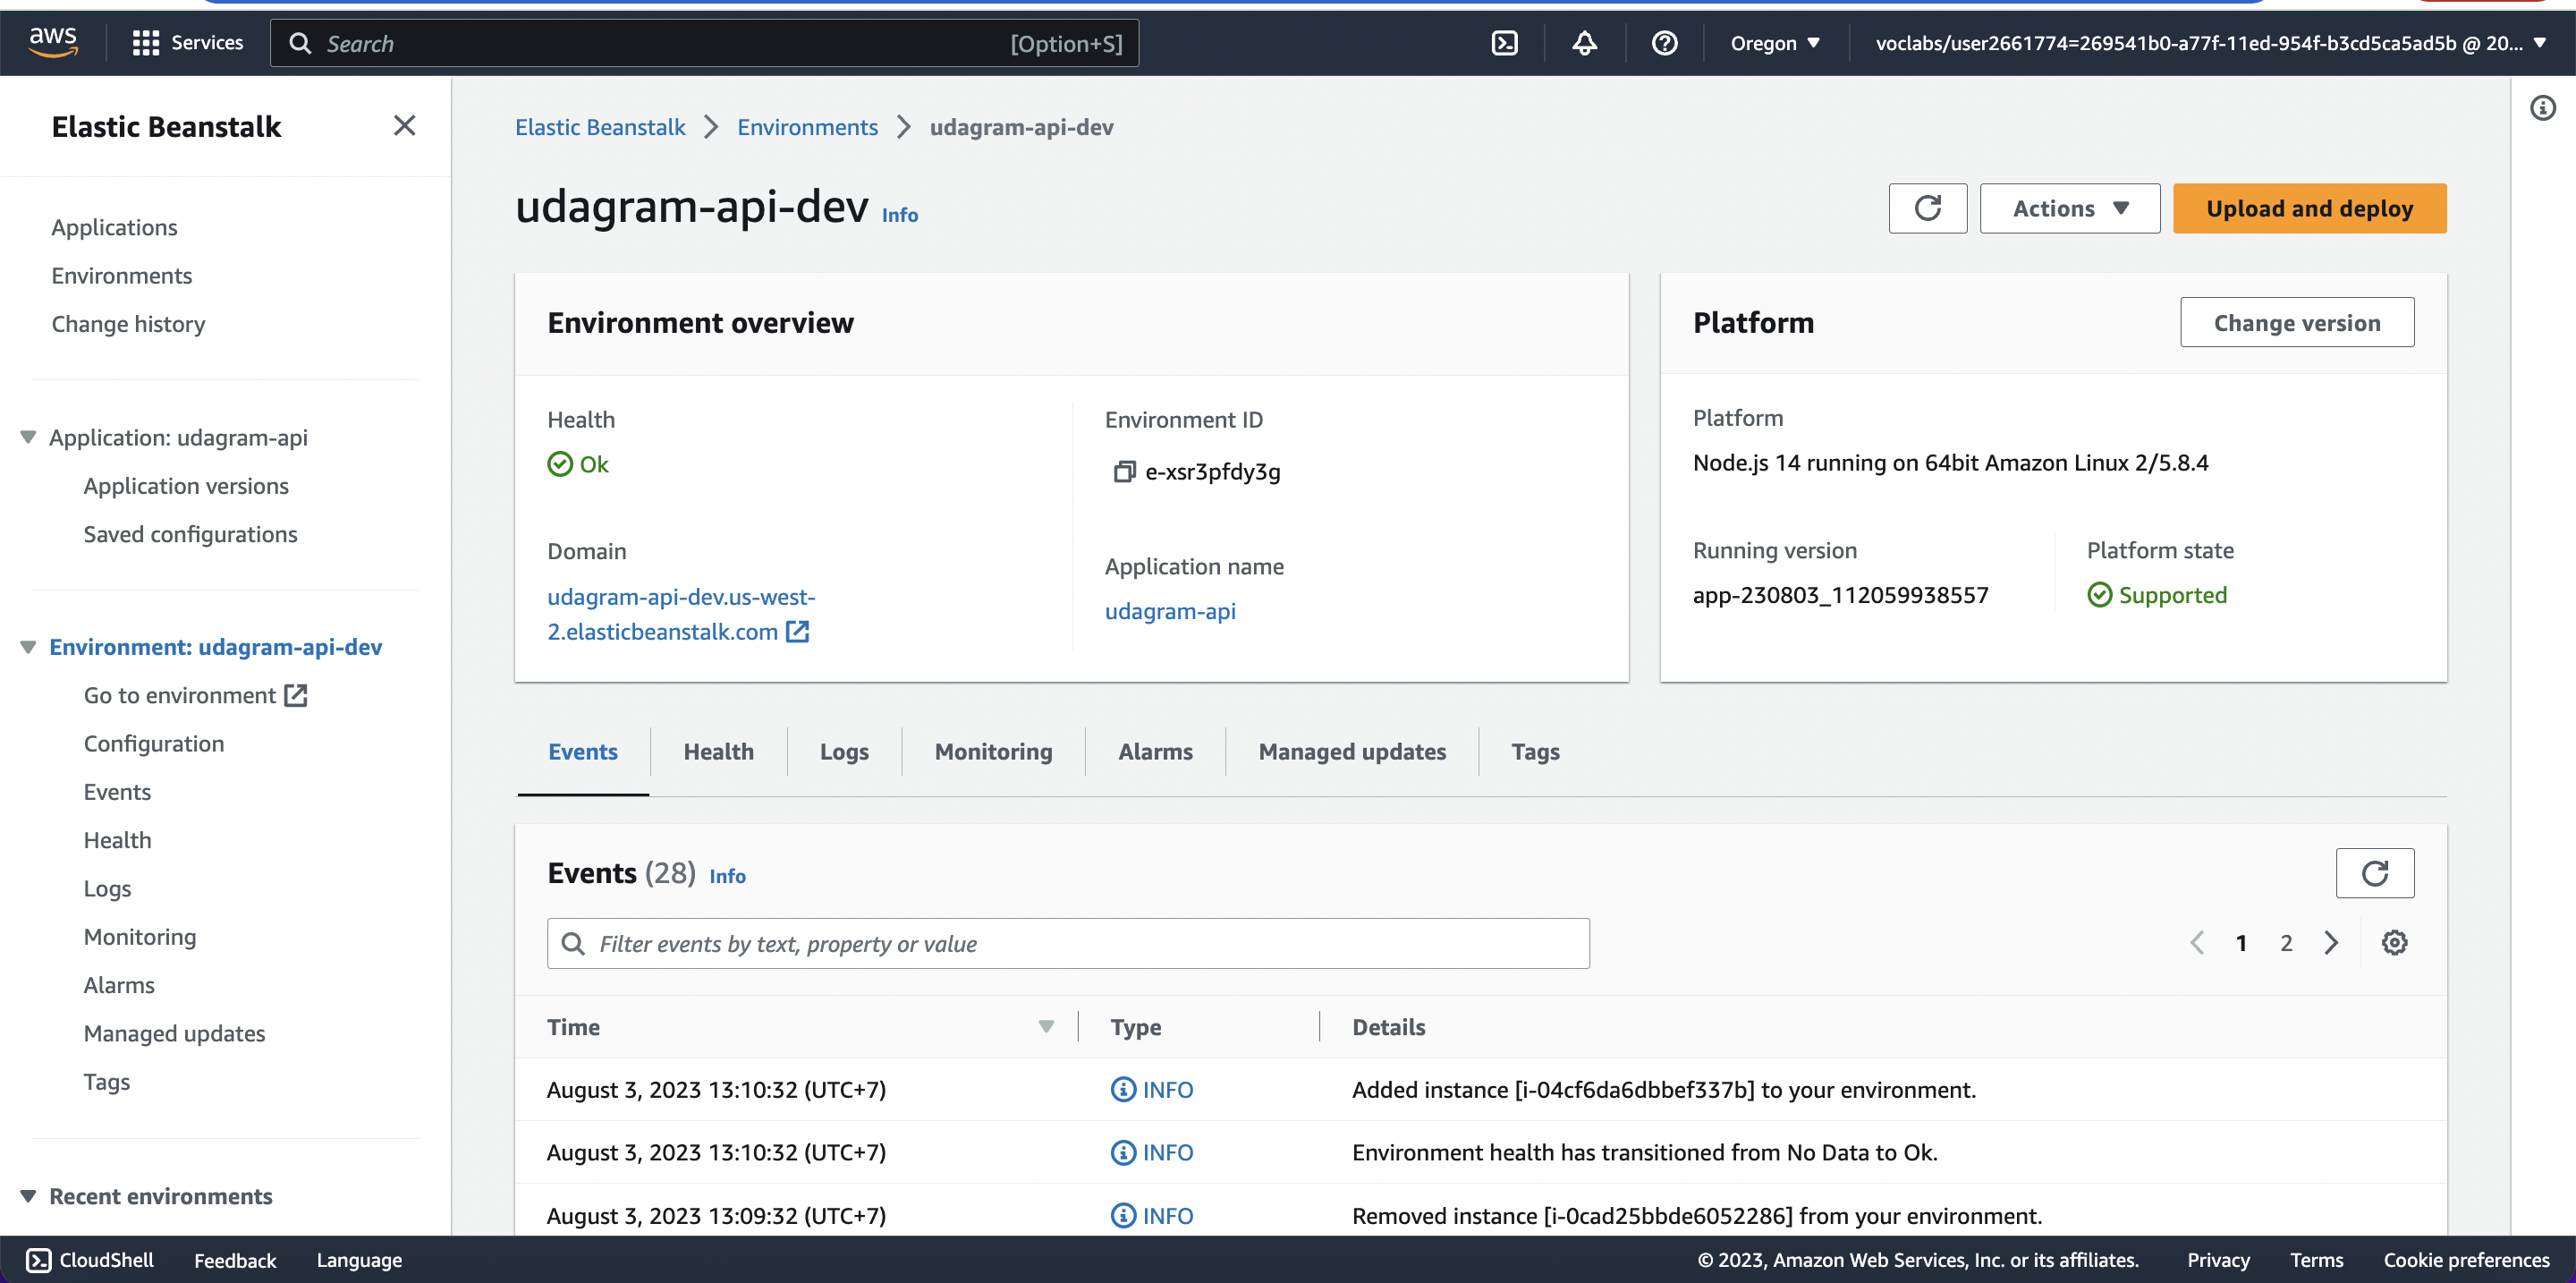 aws
Services
Search [Option+S]
Oregon
voclabs/user2661774=269541b0-a77f-11ed-954f-b3cd5ca5ad5b @ 20...
Elastic Beanstalk
Applications
Environments
Change history
Application: udagram-api
Application versions
Saved configurations
Environment: udagram-api-dev
Go to environment
Configuration
Events
Health
Logs
Monitoring
Alarms
Managed updates
Tags
Recent environments
Elastic Beanstalk > Environments > udagram-api-dev
udagram-api-dev Info
Actions
Upload and deploy
Environment overview
Health
Ok
Environment ID
e-xsr3pfdy3g
Domain
udagram-api-dev.us-west-
2.elasticbeanstalk.com
Application name
udagram-api
Platform
Change version
Platform
Node.js 14 running on 64bit Amazon Linux 2/5.8.4
Running version
app-230803_112059938557
Platform state
Supported
Events Health Logs Monitoring Alarms Managed updates Tags
Events (28) Info
Filter events by text, property or value
1 2
Time Type Details
August 3, 2023 13:10:32 (UTC+7) INFO Added instance [i-04cf6da6dbbef337b] to your environment.
August 3, 2023 13:10:32 (UTC+7) INFO Environment health has transitioned from No Data to Ok.
August 3, 2023 13:09:32 (UTC+7) INFO Removed instance [i-0cad25bbde6052286] from your environment.
CloudShell Feedback Language
© 2023, Amazon Web Services, Inc. or its affiliates. Privacy Terms Cookie preferences